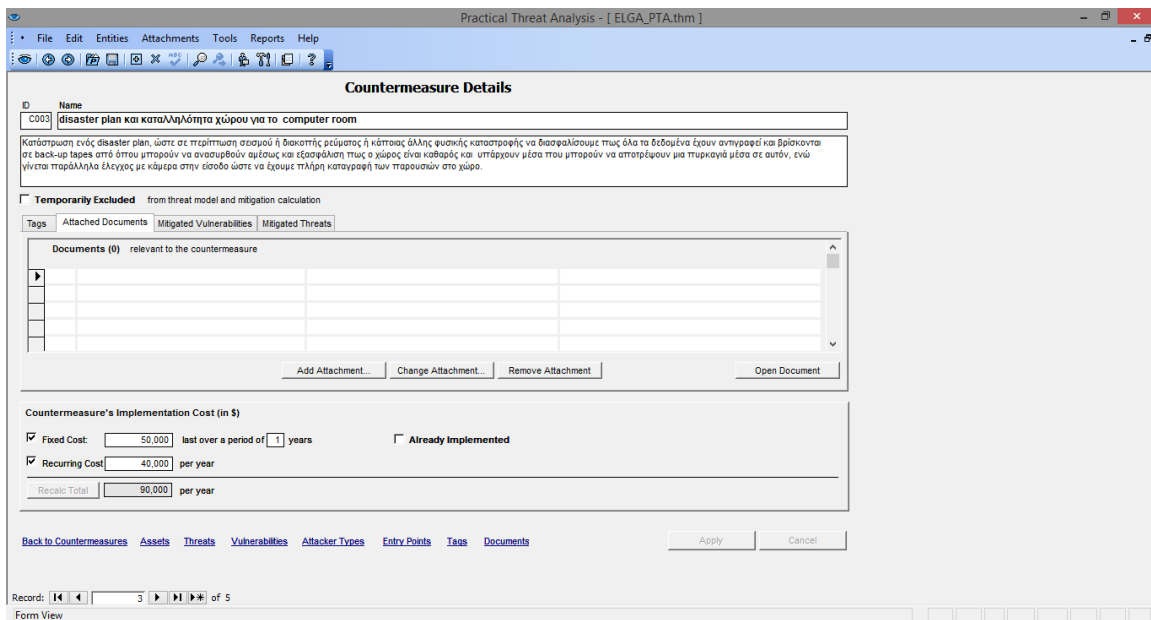 Practical Threat Analysis - [ ELGA_PTA.thm ]
File Edit Entities Attachments Tools Reports Help
Countermeasure Details
ID Name
C003 disaster plan και καταλληλότητα χώρου για το computer room
Κατάστρωση ενός disaster plan, ώστε σε περίπτωση σεισμού ή διακοπής ρεύματος ή κάποιας άλλης φυσικής καταστροφής να διασφαλίσουμε πως όλα τα δεδομένα έχουν αντιγραφεί και βρίσκονται
σε back-up tapes από όπου μπορούν να ανασυρθούν αμέσως και εξασφάλιση πως ο χώρος είναι καθαρός και υπάρχουν μέσα που μπορούν να αποτρέψουν μια πυρκαγιά μέσα σε αυτόν, ενώ
γίνεται παράλληλα έλεγχος με κάμερα στην είσοδο ώστε να έχουμε πλήρη καταγραφή των παρουσιών στο χώρο.
Temporarily Excluded from threat model and mitigation calculation
Tags Attached Documents Mitigated Vulnerabilities Mitigated Threats
Documents (0) relevant to the countermeasure
Add Attachment... Change Attachment... Remove Attachment Open Document
Countermeasure's Implementation Cost (in $)
Fixed Cost: 50,000 last over a period of 1 years Already Implemented
Recurring Cost 40,000 per year
Recalc Total 90,000 per year
Back to Countermeasures Assets Threats Vulnerabilities Attacker Types Entry Points Tags Documents Apply Cancel
Record: 3 of 5
Form View